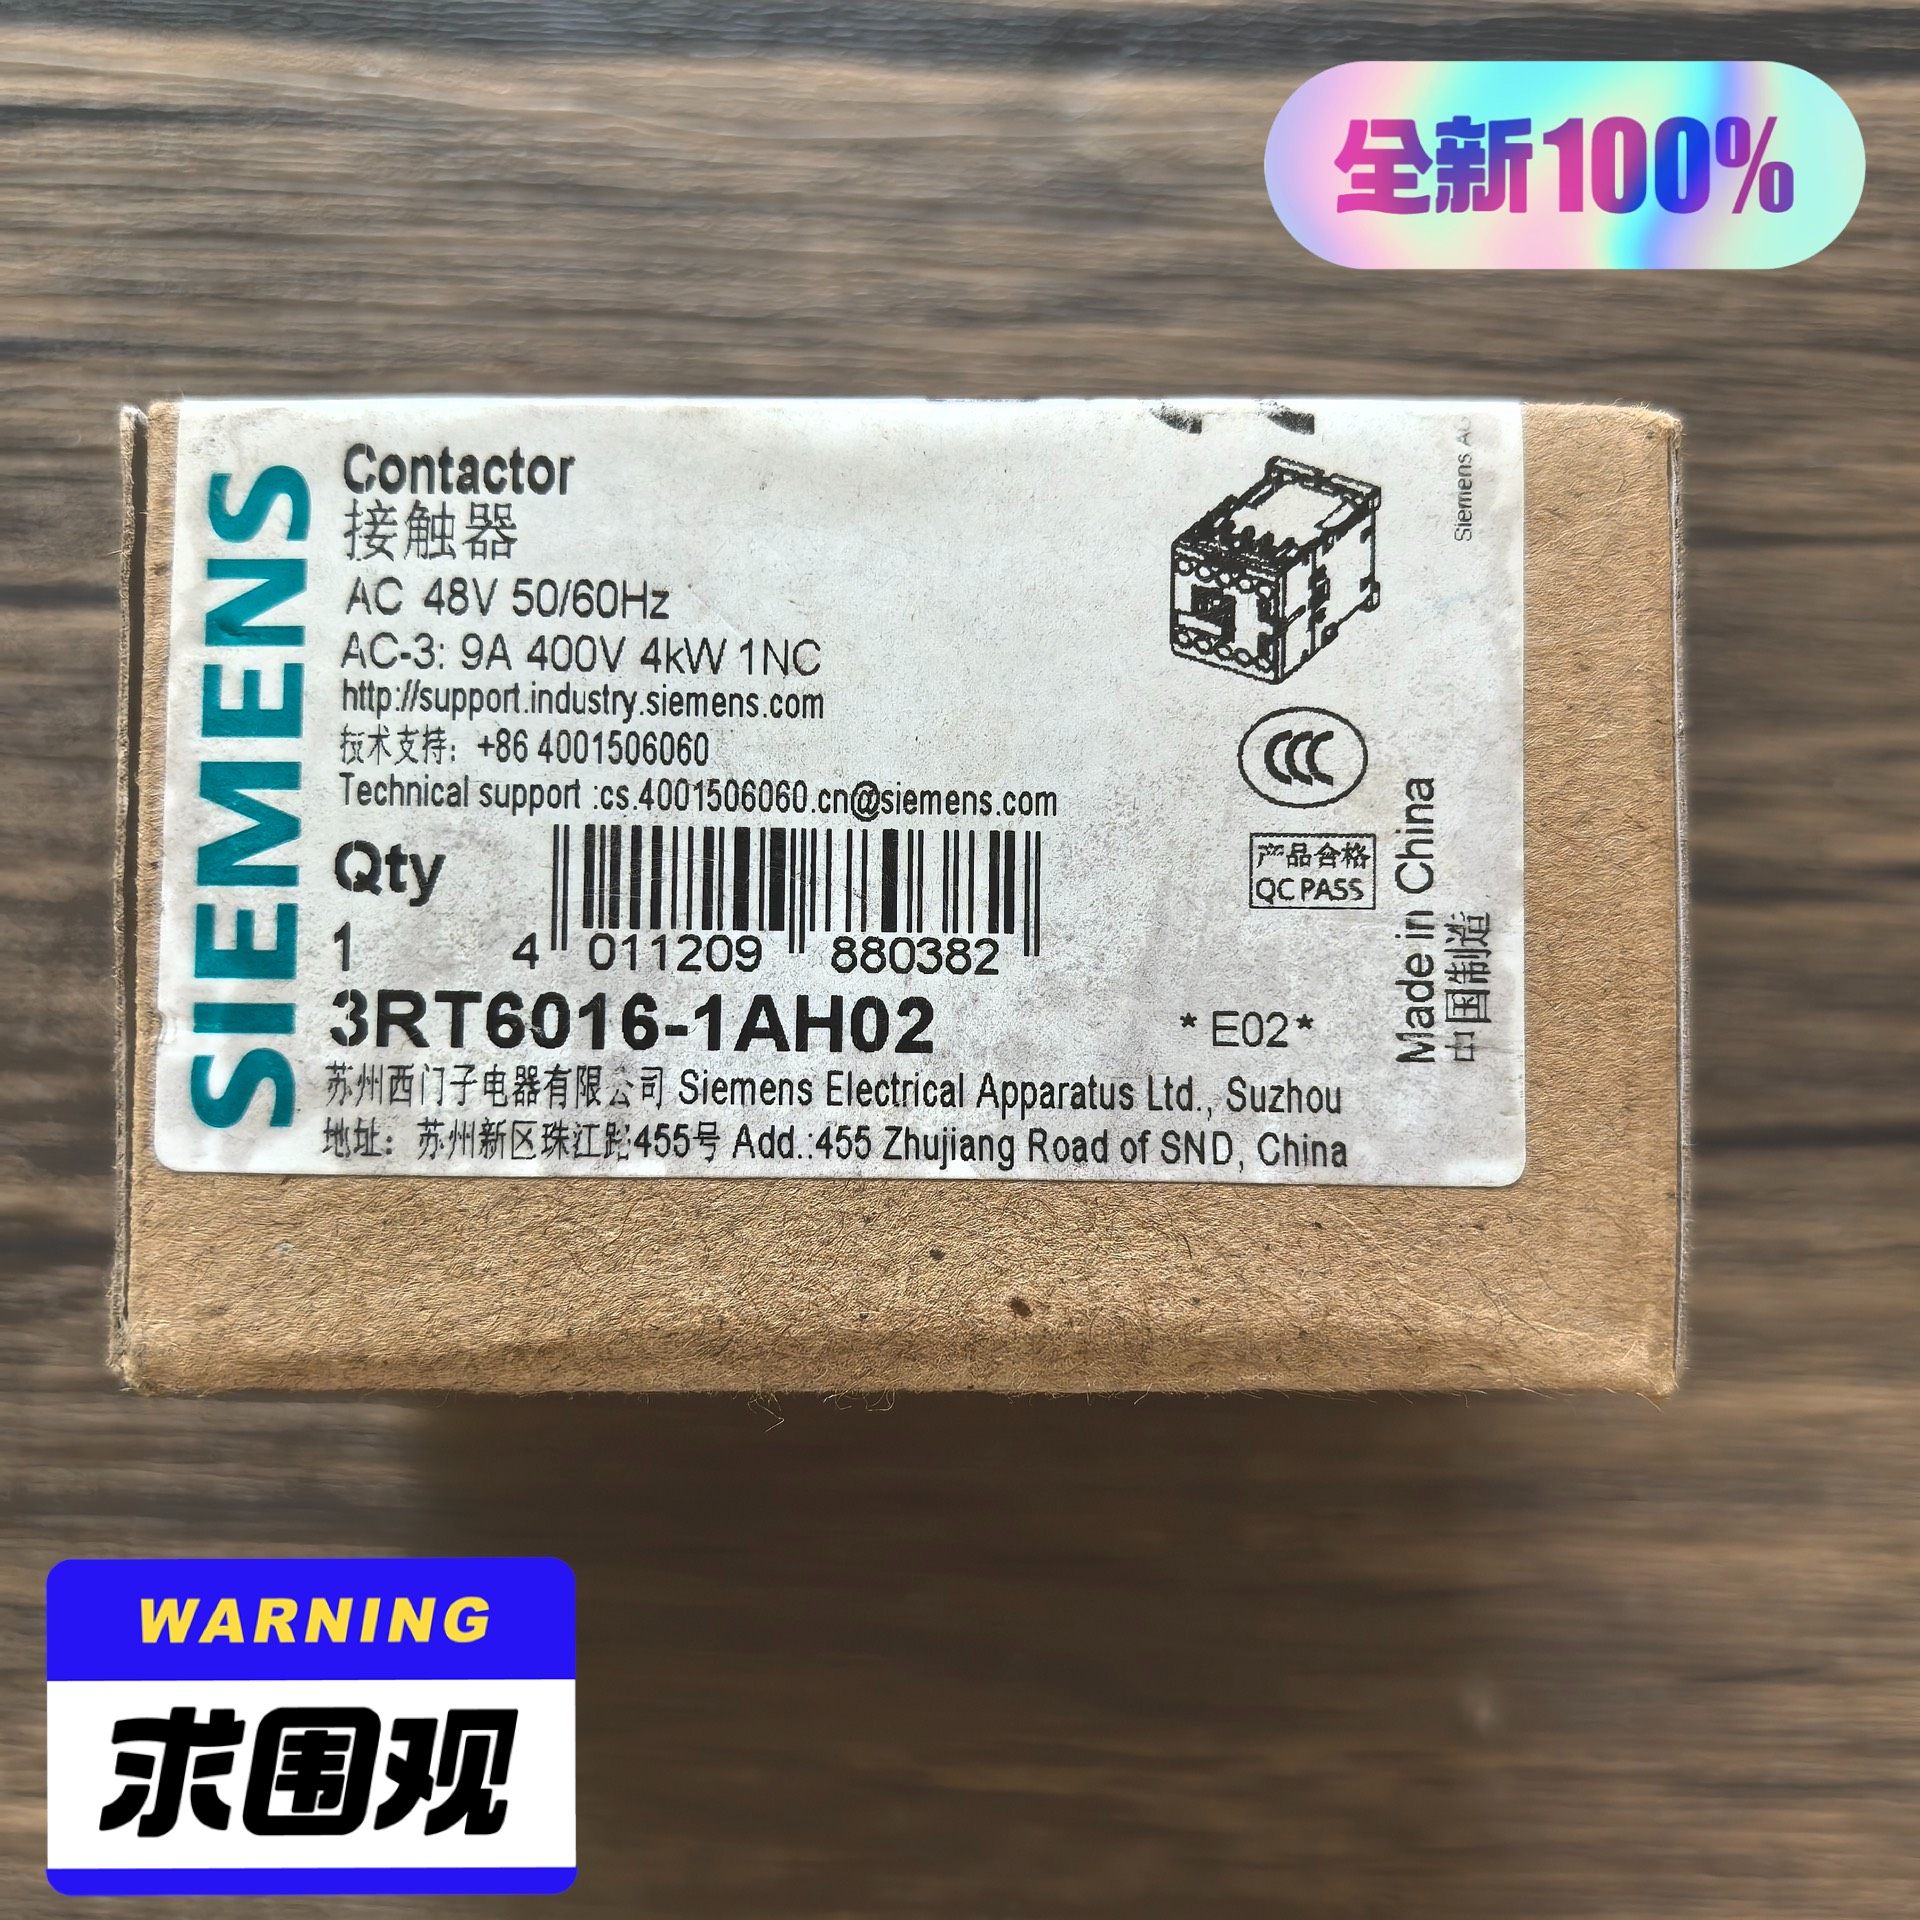 全新100%
SIEMENS
Contactor
接触器
AC 48V 50/60Hz
AC-3: 9A 400V 4kW 1NC
http://support.industry.siemens.com
技术支持: +86 4001506060
Technical support :cs.4001506060.cn@siemens.com
Qty
1
4 011209 880382
3RT6016-1AH02
*E02*
苏州西门子电器有限公司 Siemens Electrical Apparatus Ltd., Suzhou
地址: 苏州新区珠江路455号 Add.:455 Zhujiang Road of SND, China
Siemens AG
CCC
产品合格
QC PASS
Made in China
中国制造
WARNING
求围观